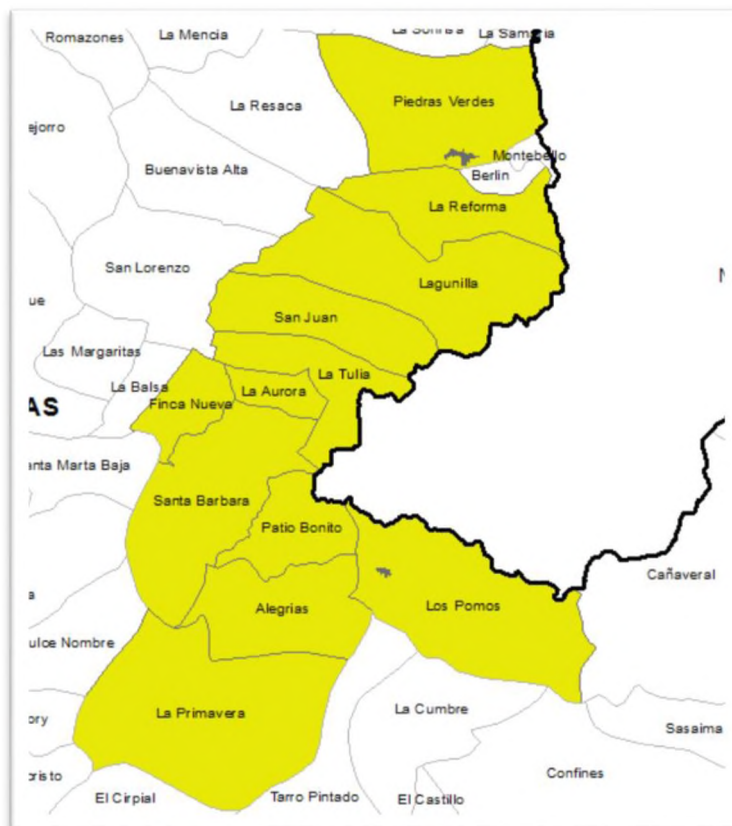 Romazones
La Mencia
La Samaria
Piedras Verdes
La Resaca
ejorro
Montebello
Buenavista Alta
Berlin
La Reforma
San Lorenzo
Lagunilla
ue
San Juan
Las Margaritas
La Tulia
La Balsa
La Aurora
Finca Nueva
AS
anta Marta Baja
Santa Barbara
Patio Bonito
Cañaveral
a
Alegrias
Los Pomos
ulce Nombre
La Primavera
La Cumbre
ory
Sasaima
risto
Confines
El Cirpial
Tarro Pintado
El Castillo